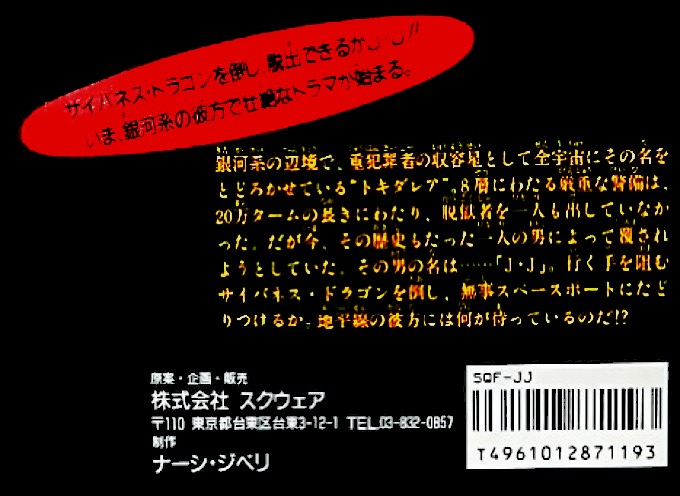 サイバネス・ドラゴンを倒し、脱出できるかJ・J!!
いま、銀河系の彼方で壮絶なドラマが始まる。
銀河系の辺境で、重犯罪者の収容星として全宇宙にその名を
とどろかせている“トキダレア”。8層にわたる厳重な警備は、
20万タームの長きにわたり、脱獄者を一人も出していなか
った。だが今、その歴史もたった一人の男によって覆され
ようとしていた。その男の名は……「J・J」。行く手を阻む
サイバネス・ドラゴンを倒し、無事スペースポートにたど
りつけるか。地平線の彼方には何が待っているのだ!?
原案・企画・販売
株式会社 スクウェア
〒110 東京都台東区台東3-12-1 TEL.03-832-0857
制作
ナーシ・ジベリ
SQF-JJ
T4961012871193